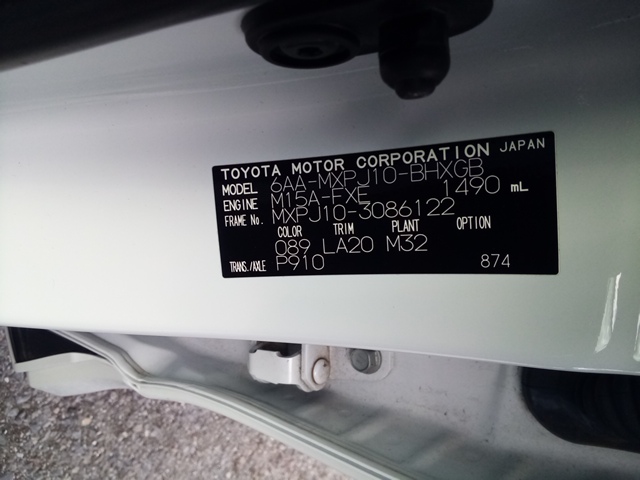 TOYOTA MOTOR CORPORATION JAPAN
MODEL 6AA-MXPJ10-BHXGB
ENGINE M15A-FXE 1490 mL
FRAME No. MXPJ10-3086122
COLOR TRIM PLANT OPTION
089 LA20 M32
TRANS./AXLE P910 874